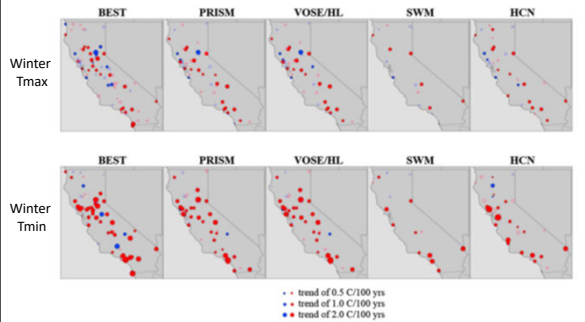 BEST PRISM VOSE/HL SWM HCN
Winter
Tmax
BEST PRISM VOSE/HL SWM HCN
Winter
Tmin
trend of 0.5 C/100 yrs
trend of 1.0 C/100 yrs
trend of 2.0 C/100 yrs